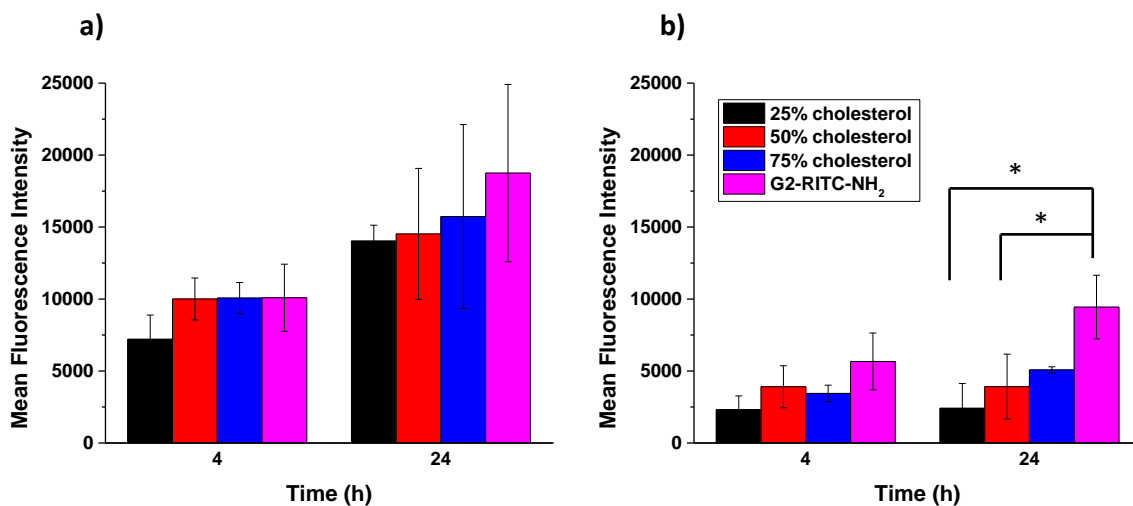 a)
25000
20000
15000
10000
5000
0
Mean Fluorescence Intensity
4
24
Time (h)
b)
25000
20000
15000
10000
5000
0
Mean Fluorescence Intensity
25% cholesterol
50% cholesterol
75% cholesterol
G2-RITC-NH₂
*
*
4
24
Time (h)